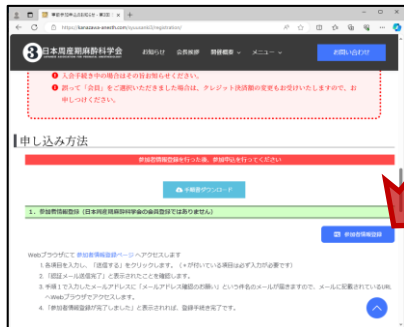 事前参加申込のお知らせ - 第3回
https://kanazawa-anesth.com/syuusanki3/registration/
日本周産期麻酔科学会 お知らせ 会長挨拶 開催概要 メニュー お問い合わせ
入会手続き中の場合はその旨お知らせください。
誤って「会員」をご選択いただきました場合は、クレジット決済額の変更もお受けいたしますので、お
申しつけください。
申し込み方法
参加者情報登録を行った後、参加申込を行ってください
手順書ダウンロード
1. 参加者情報登録（日本周産期麻酔科学会の会員登録ではありません）
参加者情報登録
Webブラウザにて 参加者情報登録ページ へアクセスします
1. 各項目を入力し、「送信する」をクリックします。（＊が付いている項目は必ず入力が必要です）
2. 「認証メール送信完了」と表示されたことを確認します。
3. 手順１で入力したメールアドレスに「メールアドレス確認のお願い」という件名のメールが届きますので、メールに記載されているURL
へWebブラウザでアクセスします。
4. 「参加者情報登録が完了しました」と表示されれば、登録手続き完了です。